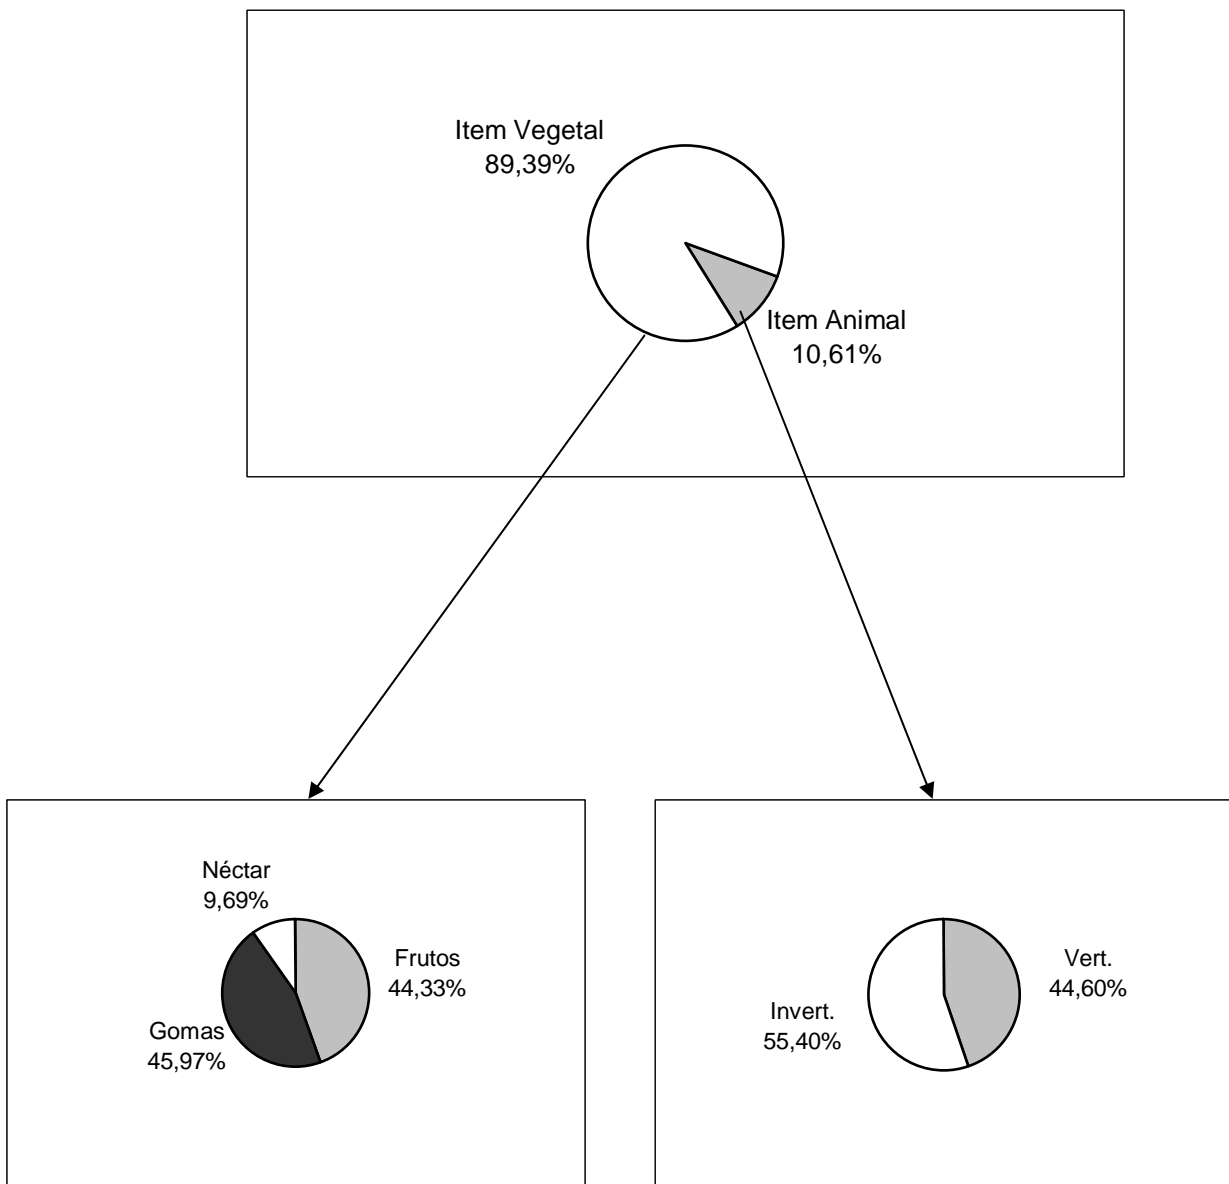 Item Vegetal
89,39%
Item Animal
10,61%
Néctar
9,69%
Frutos
44,33%
Gomas
45,97%
Vert.
44,60%
Invert.
55,40%